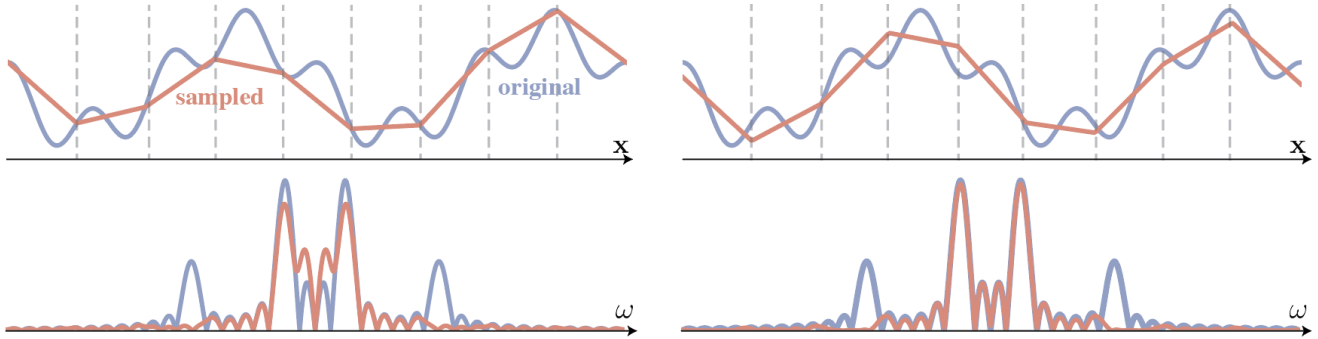 sampled
original
x
x
ω
ω